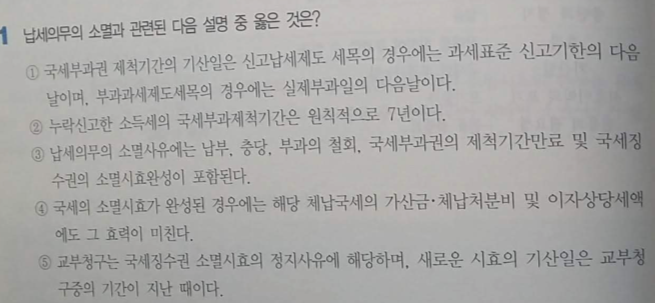 1 납세의무의 소멸과 관련된 다음 설명 중 옳은 것은?
① 국세부과권 제척기간의 기산일은 신고납세제도 세목의 경우에는 과세표준 신고기한의 다음
날이며, 부과과세제도세목의 경우에는 실제부과일의 다음날이다.
② 누락신고한 소득세의 국세부과제척기간은 원칙적으로 7년이다.
③ 납세의무의 소멸사유에는 납부, 충당, 부과의 철회, 국세부과권의 제척기간만료 및 국세징
수권의 소멸시효완성이 포함된다.
④ 국세의 소멸시효가 완성된 경우에는 해당 체납국세의 가산금·체납처분비 및 이자상당세액
에도 그 효력이 미친다.
⑤ 교부청구는 국세징수권 소멸시효의 정지사유에 해당하며, 새로운 시효의 기산일은 교부청
구중의 기간이 지난 때이다.